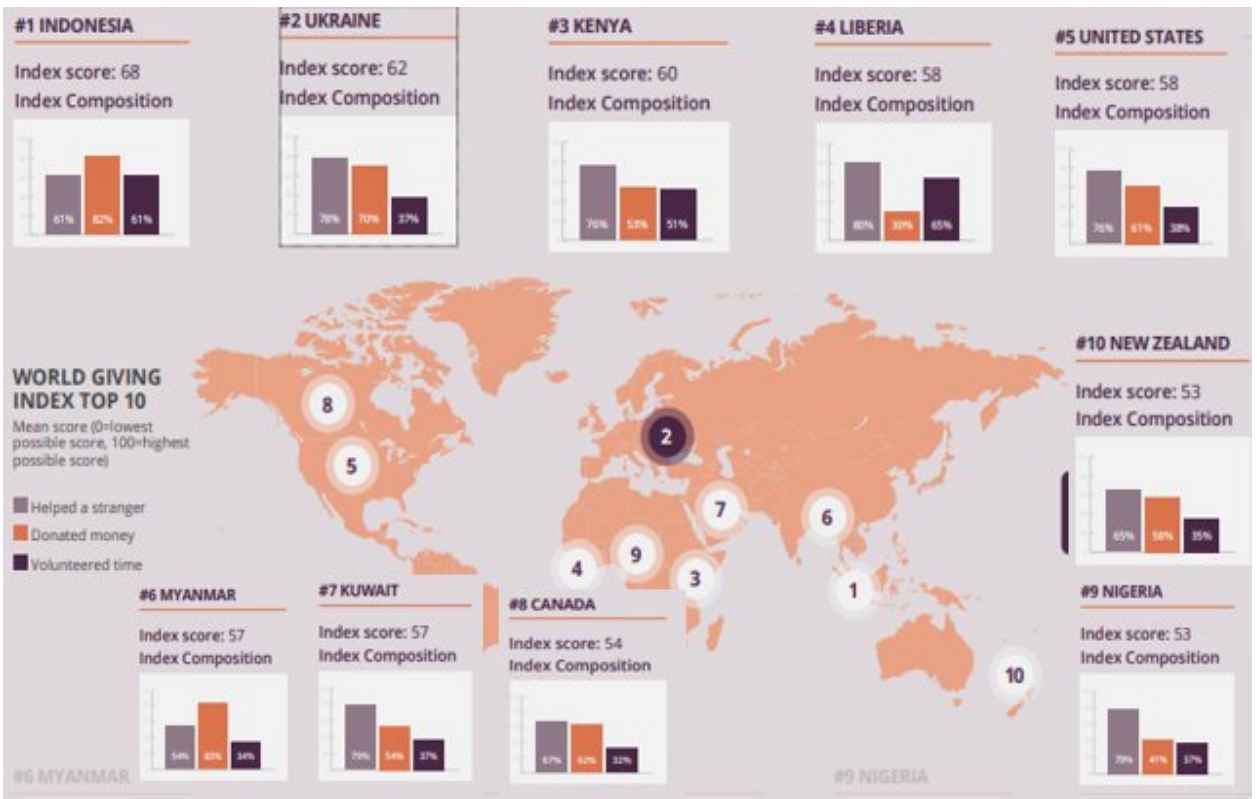 #1 INDONESIA
Index score: 68
Index Composition
61% 82% 61%
#2 UKRAINE
Index score: 62
Index Composition
78% 70% 37%
#3 KENYA
Index score: 60
Index Composition
76% 53% 51%
#4 LIBERIA
Index score: 58
Index Composition
80% 30% 65%
#5 UNITED STATES
Index score: 58
Index Composition
76% 61% 38%
WORLD GIVING
INDEX TOP 10
Mean score (0=lowest
possible score, 100=highest
possible score)
Helped a stranger
Donated money
Volunteered time
8
5
2
7
6
4
9
3
1
10
#10 NEW ZEALAND
Index score: 53
Index Composition
65% 58% 35%
#6 MYANMAR
Index score: 57
Index Composition
54% 83% 34%
#7 KUWAIT
Index score: 57
Index Composition
79% 54% 37%
#8 CANADA
Index score: 54
Index Composition
67% 62% 32%
#9 NIGERIA
Index score: 53
Index Composition
79% 41% 37%
#6 MYANMAR
#9 NIGERIA